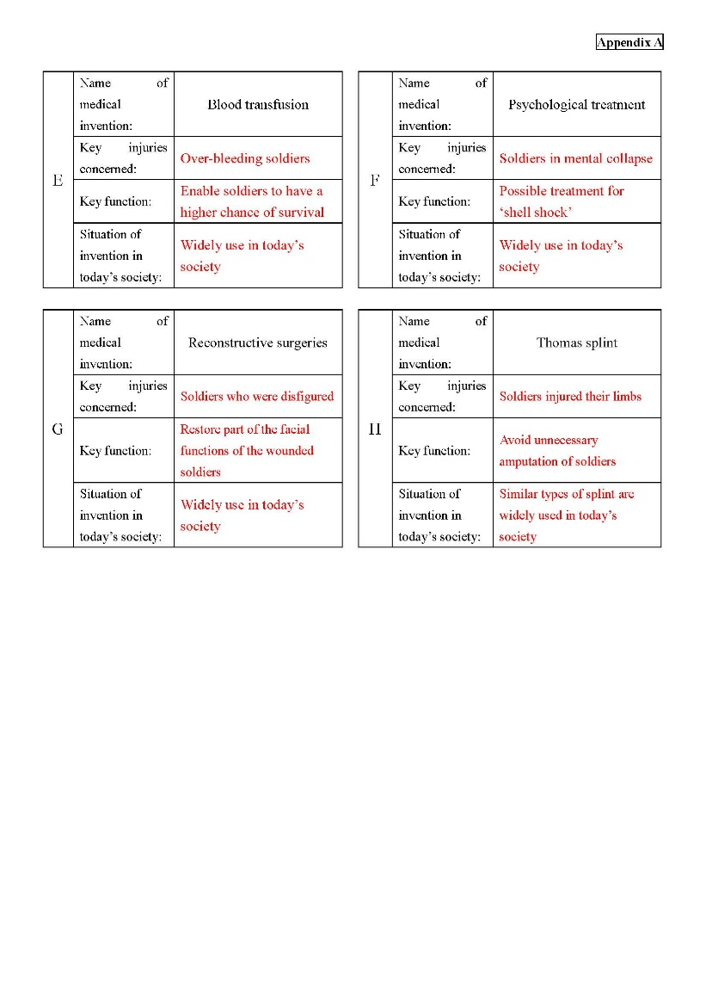 Appendix A
E
Name of
medical
invention:
Blood transfusion
Key injuries
concerned:
Over-bleeding soldiers
Key function:
Enable soldiers to have a
higher chance of survival
Situation of
invention in
today’s society:
Widely use in today’s
society
F
Name of
medical
invention:
Psychological treatment
Key injuries
concerned:
Soldiers in mental collapse
Key function:
Possible treatment for
‘shell shock’
Situation of
invention in
today’s society:
Widely use in today’s
society
G
Name of
medical
invention:
Reconstructive surgeries
Key injuries
concerned:
Soldiers who were disfigured
Key function:
Restore part of the facial
functions of the wounded
soldiers
Situation of
invention in
today’s society:
Widely use in today’s
society
H
Name of
medical
invention:
Thomas splint
Key injuries
concerned:
Soldiers injured their limbs
Key function:
Avoid unnecessary
amputation of soldiers
Situation of
invention in
today’s society:
Similar types of splint are
widely used in today’s
society